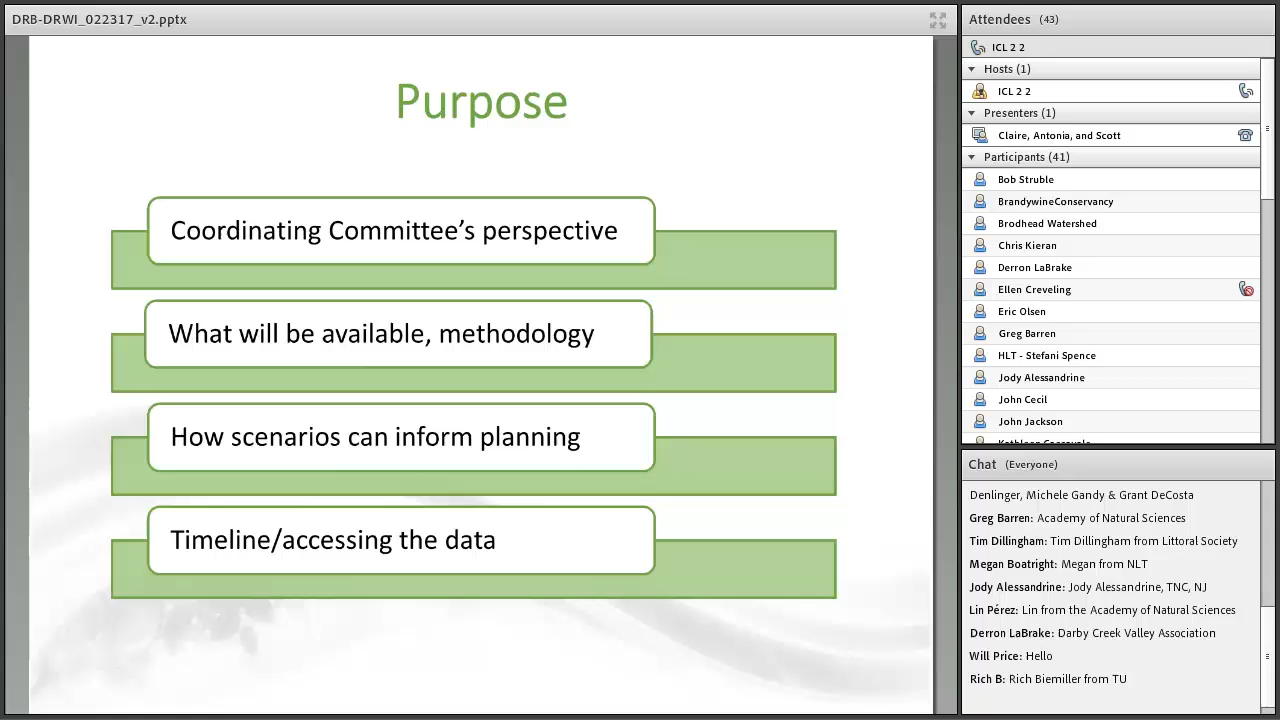 DRB-DRWI_022317_v2.pptx
Purpose
Coordinating Committee’s perspective
What will be available, methodology
How scenarios can inform planning
Timeline/accessing the data
Attendees (43)
ICL 2 2
Hosts (1)
ICL 2 2
Presenters (1)
Claire, Antonia, and Scott
Participants (41)
Bob Struble
BrandywineConservancy
Brodhead Watershed
Chris Kieran
Derron LaBrake
Ellen Creveling
Eric Olsen
Greg Barren
HLT - Stefani Spence
Jody Alessandrine
John Cecil
John Jackson
Chat (Everyone)
Denlinger, Michele Gandy & Grant DeCosta
Greg Barren: Academy of Natural Sciences
Tim Dillingham: Tim Dillingham from Littoral Society
Megan Boatright: Megan from NLT
Jody Alessandrine: Jody Alessandrine, TNC, NJ
Lin Pérez: Lin from the Academy of Natural Sciences
Derron LaBrake: Darby Creek Valley Association
Will Price: Hello
Rich B: Rich Biemiller from TU